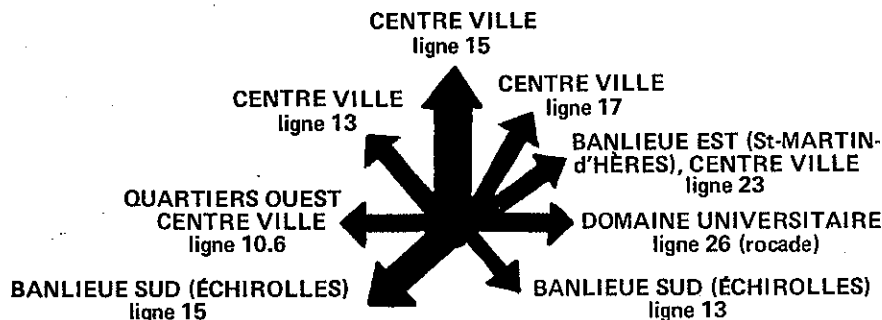 CENTRE VILLE
ligne 15
CENTRE VILLE
ligne 17
CENTRE VILLE
ligne 13
BANLIEUE EST (St-MARTIN-
d'HÈRES), CENTRE VILLE
ligne 23
QUARTIERS OUEST
CENTRE VILLE
ligne 10.6
DOMAINE UNIVERSITAIRE
ligne 26 (rocade)
BANLIEUE SUD (ÉCHIROLLES)
ligne 15
BANLIEUE SUD (ÉCHIROLLES)
ligne 13